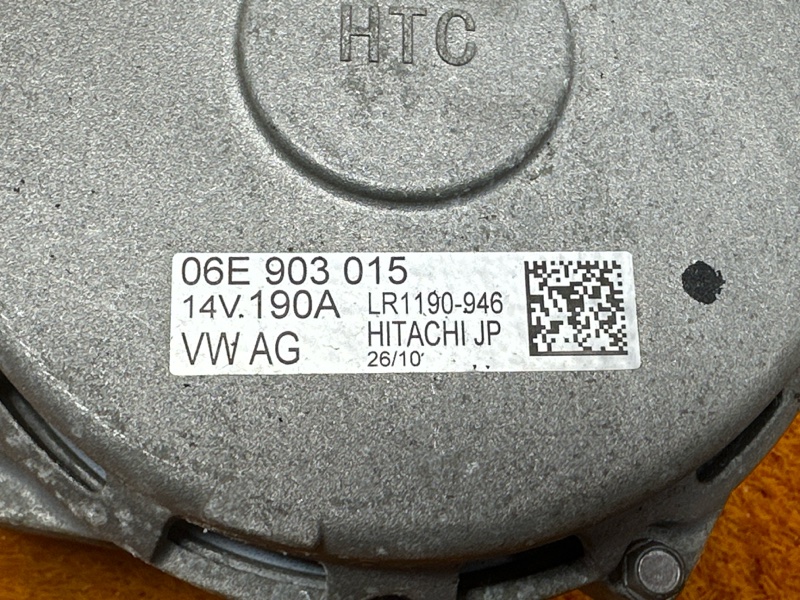 HTC
06E 903 015
14V.190A LR1190-946
VW AG HITACHI JP
26/10